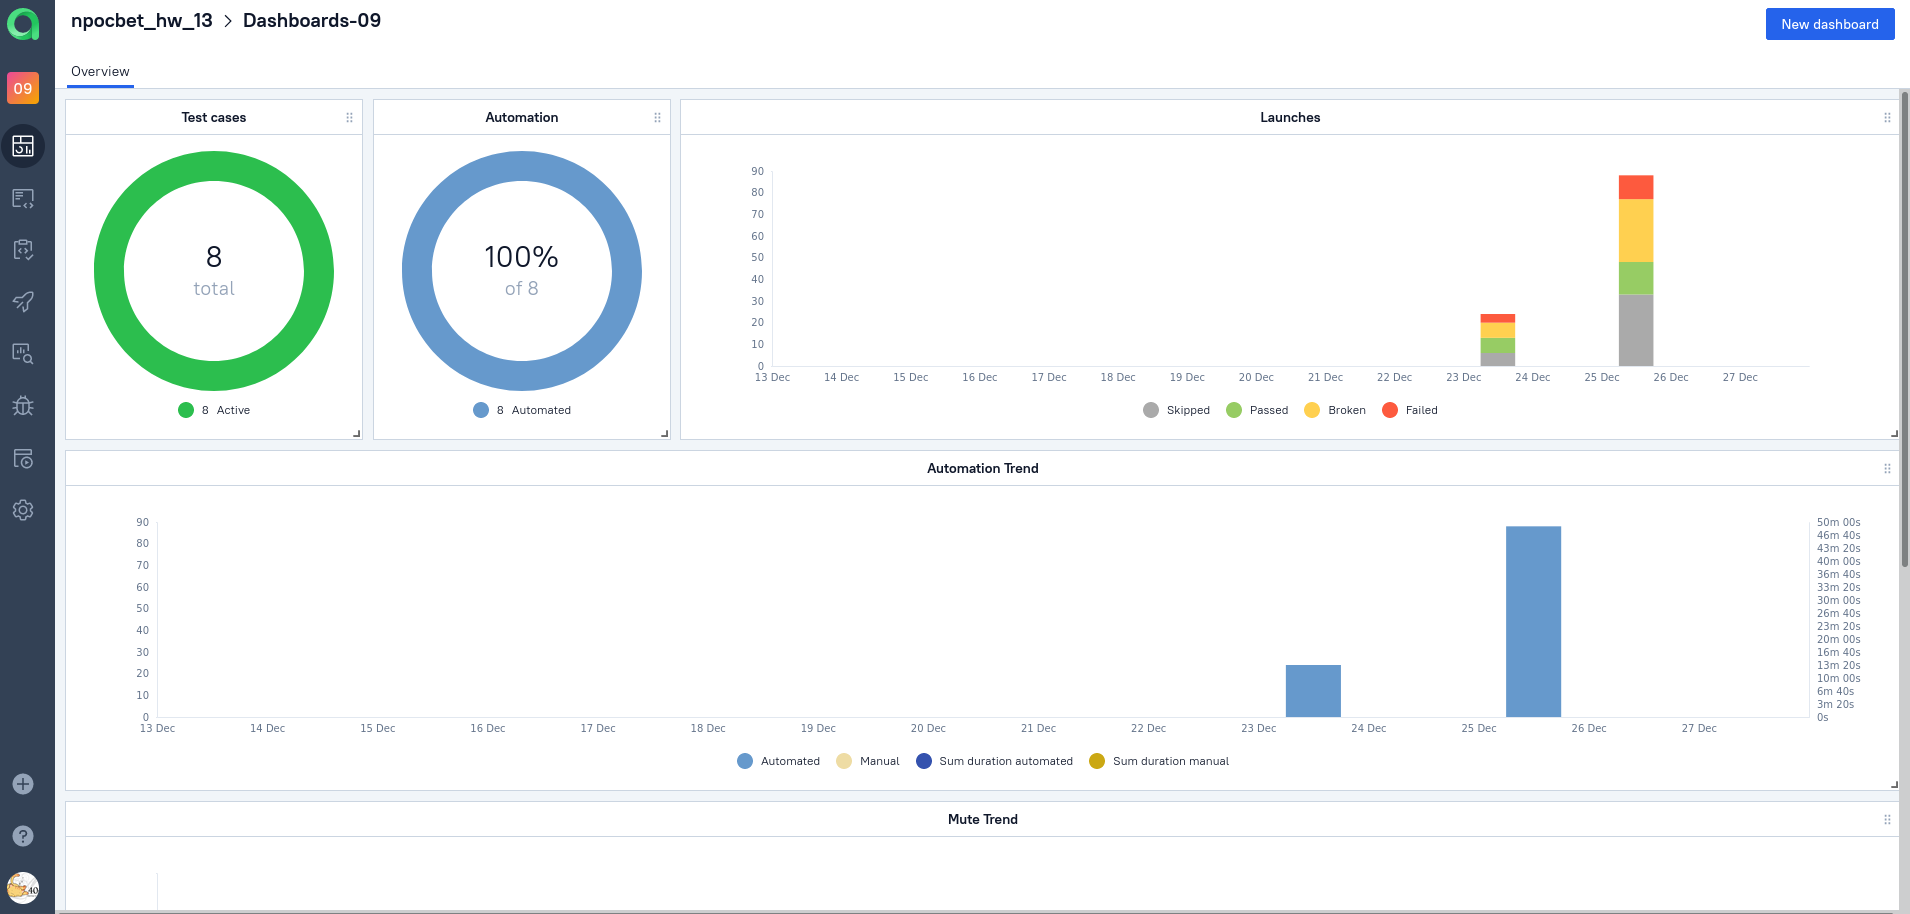 npocbet_hw_13 > Dashboards-09
New dashboard
09
Overview
Test cases
8
total
8 Active
Automation
100%
of 8
8 Automated
Launches
90
80
70
60
50
40
30
20
10
0
13 Dec 14 Dec 15 Dec 16 Dec 17 Dec 18 Dec 19 Dec 20 Dec 21 Dec 22 Dec 23 Dec 24 Dec 25 Dec 26 Dec 27 Dec
Skipped Passed Broken Failed
Automation Trend
90
80
70
60
50
40
30
20
10
0
50m 00s
46m 40s
43m 20s
40m 00s
36m 40s
33m 20s
30m 00s
26m 40s
23m 20s
20m 00s
16m 40s
13m 20s
10m 00s
6m 40s
3m 20s
0s
13 Dec 14 Dec 15 Dec 16 Dec 17 Dec 18 Dec 19 Dec 20 Dec 21 Dec 22 Dec 23 Dec 24 Dec 25 Dec 26 Dec 27 Dec
Automated Manual Sum duration automated Sum duration manual
Mute Trend